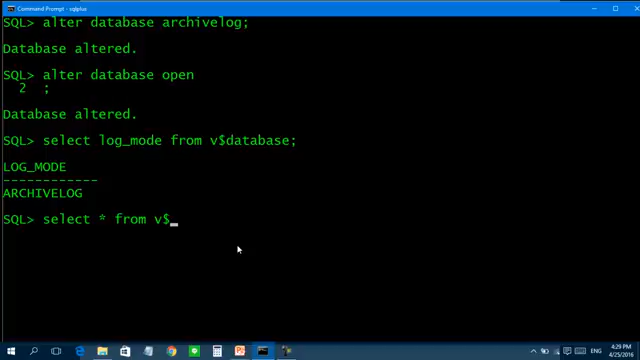 Command Prompt - sqlplus
SQL> alter database archivelog;
Database altered.
SQL> alter database open
2 ;
Database altered.
SQL> select log_mode from v$database;
LOG_MODE
------------
ARCHIVELOG
SQL> select * from v$_
4:29 PM
4/25/2016